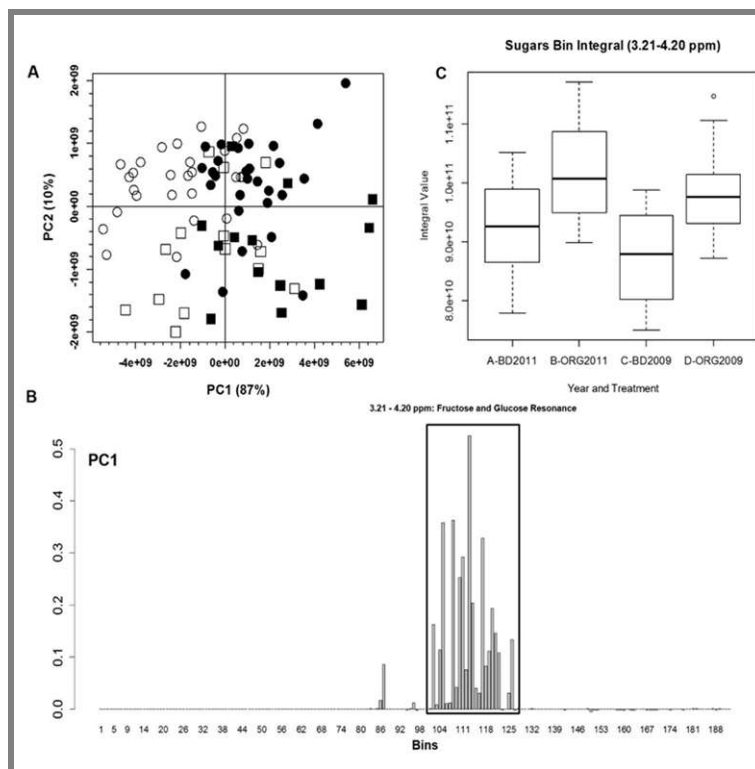 Sugars Bin Integral (3.21-4.20 ppm)
A
C
2e+09
1e+09
0e+00
-1e+09
-2e+09
PC2 (10%)
-4e+09 -2e+09 0e+00 2e+09 4e+09 6e+09
PC1 (87%)
1.1e+11
1.0e+11
9.0e+10
8.0e+10
Integral Value
A-BD2011 B-ORG2011 C-BD2009 D-ORG2009
Year and Treatment
B
3.21 - 4.20 ppm: Fructose and Glucose Resonance
PC1
0.5
0.4
0.3
0.2
0.1
0.0
1 5 9 14 20 26 32 38 44 50 56 62 68 74 80 86 92 98 104 111 118 125 132 139 146 153 160 167 174 181 188
Bins